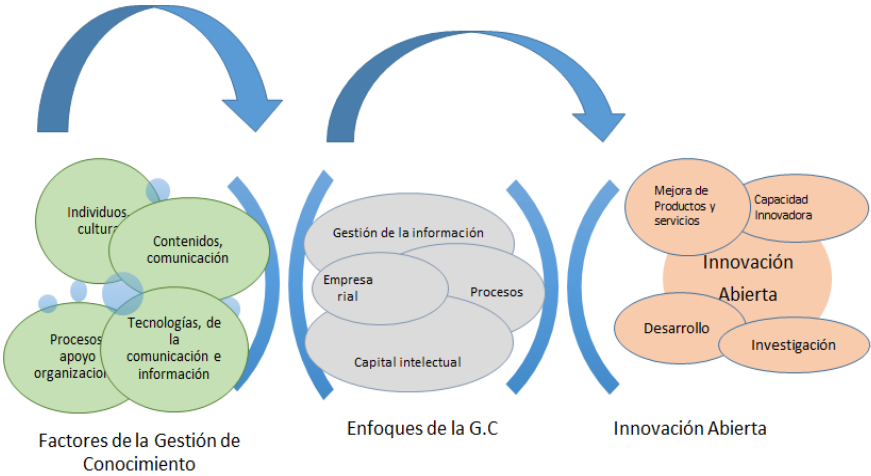 Individuos,
cultura
Contenidos,
comunicación
Procesos
apoyo
organizacion
Tecnologías, de
la
comunicación e
información
Factores de la Gestión de
Conocimiento
Gestión de la información
Empresa
rial
Procesos
Capital intelectual
Enfoques de la G.C
Mejora de
Productos y
servicios
Capacidad
Innovadora
Innovación
Abierta
Desarrollo
Investigación
Innovación Abierta